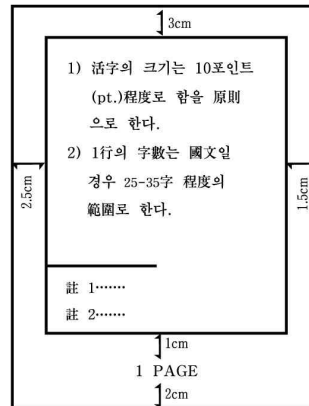 3cm
1) 活字의 크기는 10포인트
(pt.)程度로 함을 原則
으로 한다.
2) 1行의 字數는 國文일
경우 25-35字 程度의
範圍로 한다.
2.5cm
1.5cm
註 1…….
註 2…….
1cm
1 PAGE
2cm